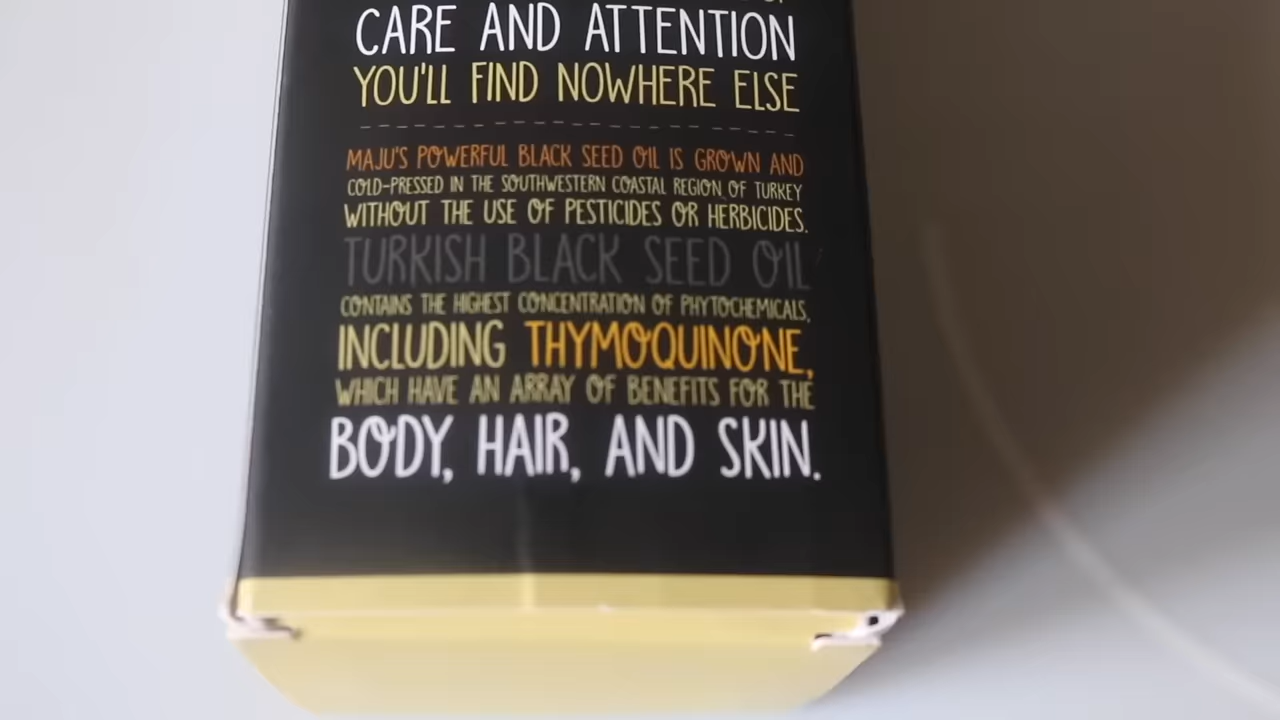 CARE AND ATTENTION
YOU'LL FIND NOWHERE ELSE
MAJU'S POWERFUL BLACK SEED OIL IS GROWN AND
COLD-PRESSED IN THE SOUTHWESTERN COASTAL REGION OF TURKEY
WITHOUT THE USE OF PESTICIDES OR HERBICIDES.
TURKISH BLACK SEED OIL
CONTAINS THE HIGHEST CONCENTRATION OF PHYTOCHEMICALS,
INCLUDING THYMOQUINONE,
WHICH HAVE AN ARRAY OF BENEFITS FOR THE
BODY, HAIR, AND SKIN.